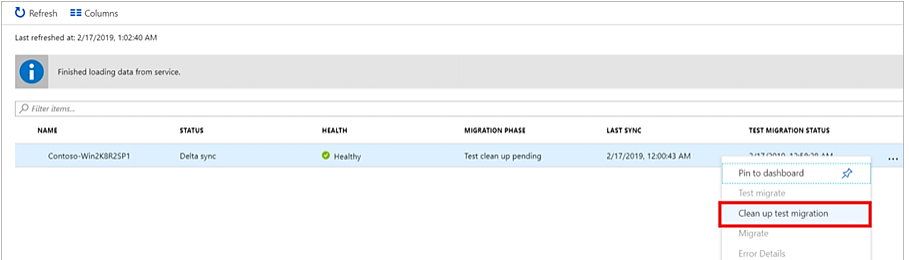 Refresh Columns
Last refreshed at: 2/17/2019, 1:02:40 AM
Finished loading data from service.
Filter items...
NAME STATUS HEALTH MIGRATION PHASE LAST SYNC TEST MIGRATION STATUS
Contoso-Win2K8R2SP1 Delta sync Healthy Test clean up pending 2/17/2019, 12:00:43 AM ...
Pin to dashboard
Test migrate
Clean up test migration
Migrate
Error Details